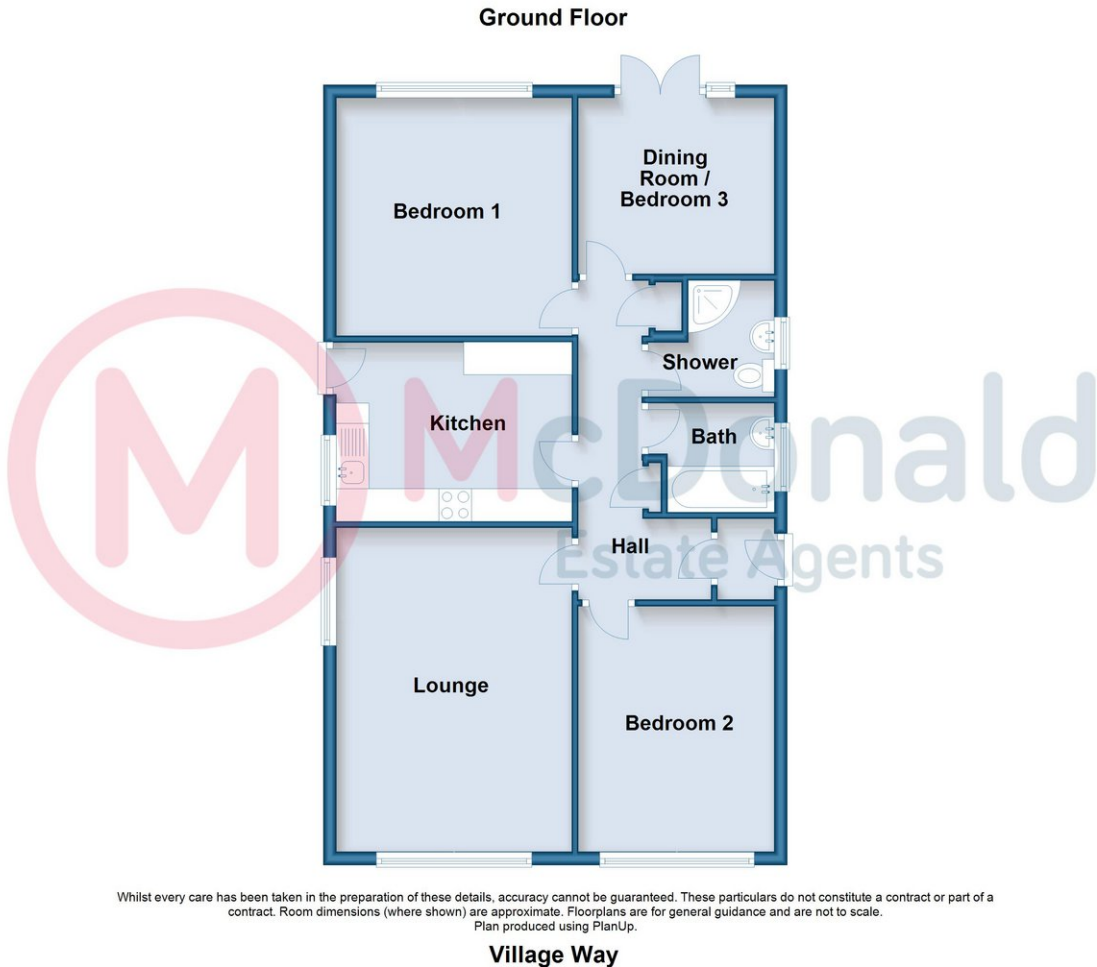 Ground Floor
Dining
Room /
Bedroom 3
Bedroom 1
Shower
Kitchen
Bath
M McDonald
Hall
Estate Agents
Lounge
Bedroom 2
Whilst every care has been taken in the preparation of these details, accuracy cannot be guaranteed. These particulars do not constitute a contract or part of a
contract. Room dimensions (where shown) are approximate. Floorplans are for general guidance and are not to scale.
Plan produced using PlanUp.
Village Way